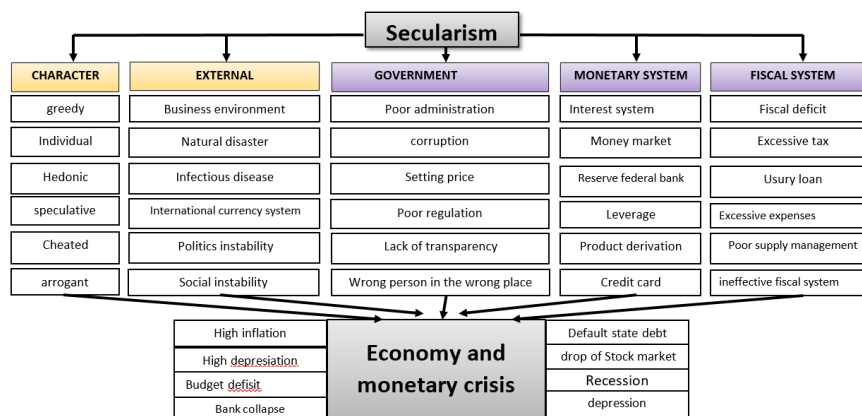 Secularism
CHARACTER
EXTERNAL
GOVERNMENT
MONETARY SYSTEM
FISCAL SYSTEM
greedy
Business environment
Poor administration
Interest system
Fiscal deficit
Individual
Natural disaster
corruption
Money market
Excessive tax
Hedonic
Infectious disease
Setting price
Reserve federal bank
Usury loan
speculative
International currency system
Poor regulation
Leverage
Excessive expenses
Cheated
Politics instability
Lack of transparency
Product derivation
Poor supply management
arrogant
Social instability
Wrong person in the wrong place
Credit card
ineffective fiscal system
High inflation
High depresiation
Budget defisit
Bank collapse
Economy and
monetary crisis
Default state debt
drop of Stock market
Recession
depression